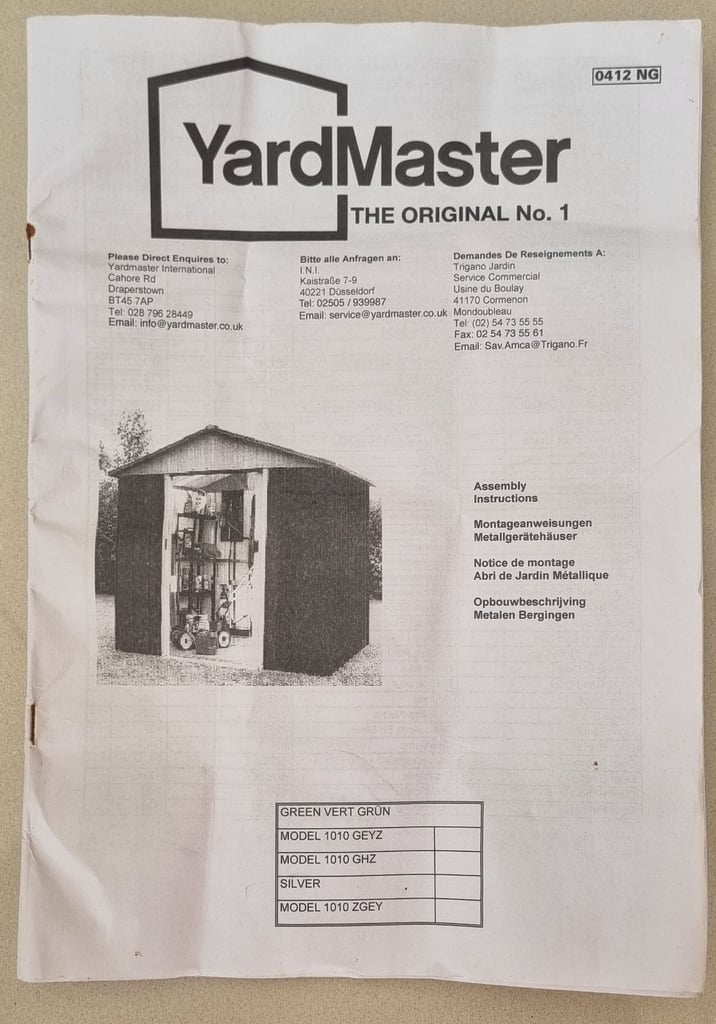 0412 NG
YardMaster
THE ORIGINAL No. 1
Please Direct Enquires to:
Yardmaster International
Cahore Rd
Draperstown
BT45 7AP
Tel: 028 796 28449
Email: info@yardmaster.co.uk
Bitte alle Anfragen an:
I.N.I.
Kaistraße 7-9
40221 Düsseldorf
Tel: 02505 / 939987
Email: service@yardmaster.co.uk
Demandes De Reseignements A:
Trigano Jardin
Service Commercial
Usine du Boulay
41170 Cormenon
Mondoubleau
Tel: (02) 54 73 55 55
Fax: 02 54 73 55 61
Email: Sav.Amca@Trigano.Fr
Assembly
Instructions
Montageanweisungen
Metallgerätehäuser
Notice de montage
Abri de Jardin Métallique
Opbouwbeschrijving
Metalen Bergingen
GREEN VERT GRÜN
MODEL 1010 GEYZ
MODEL 1010 GHZ
SILVER
MODEL 1010 ZGEY